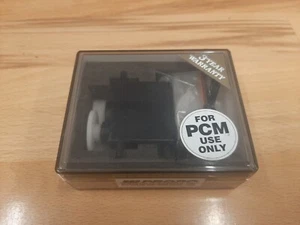 3 YEAR
WARRANTY
FOR
PCM
USE
ONLY